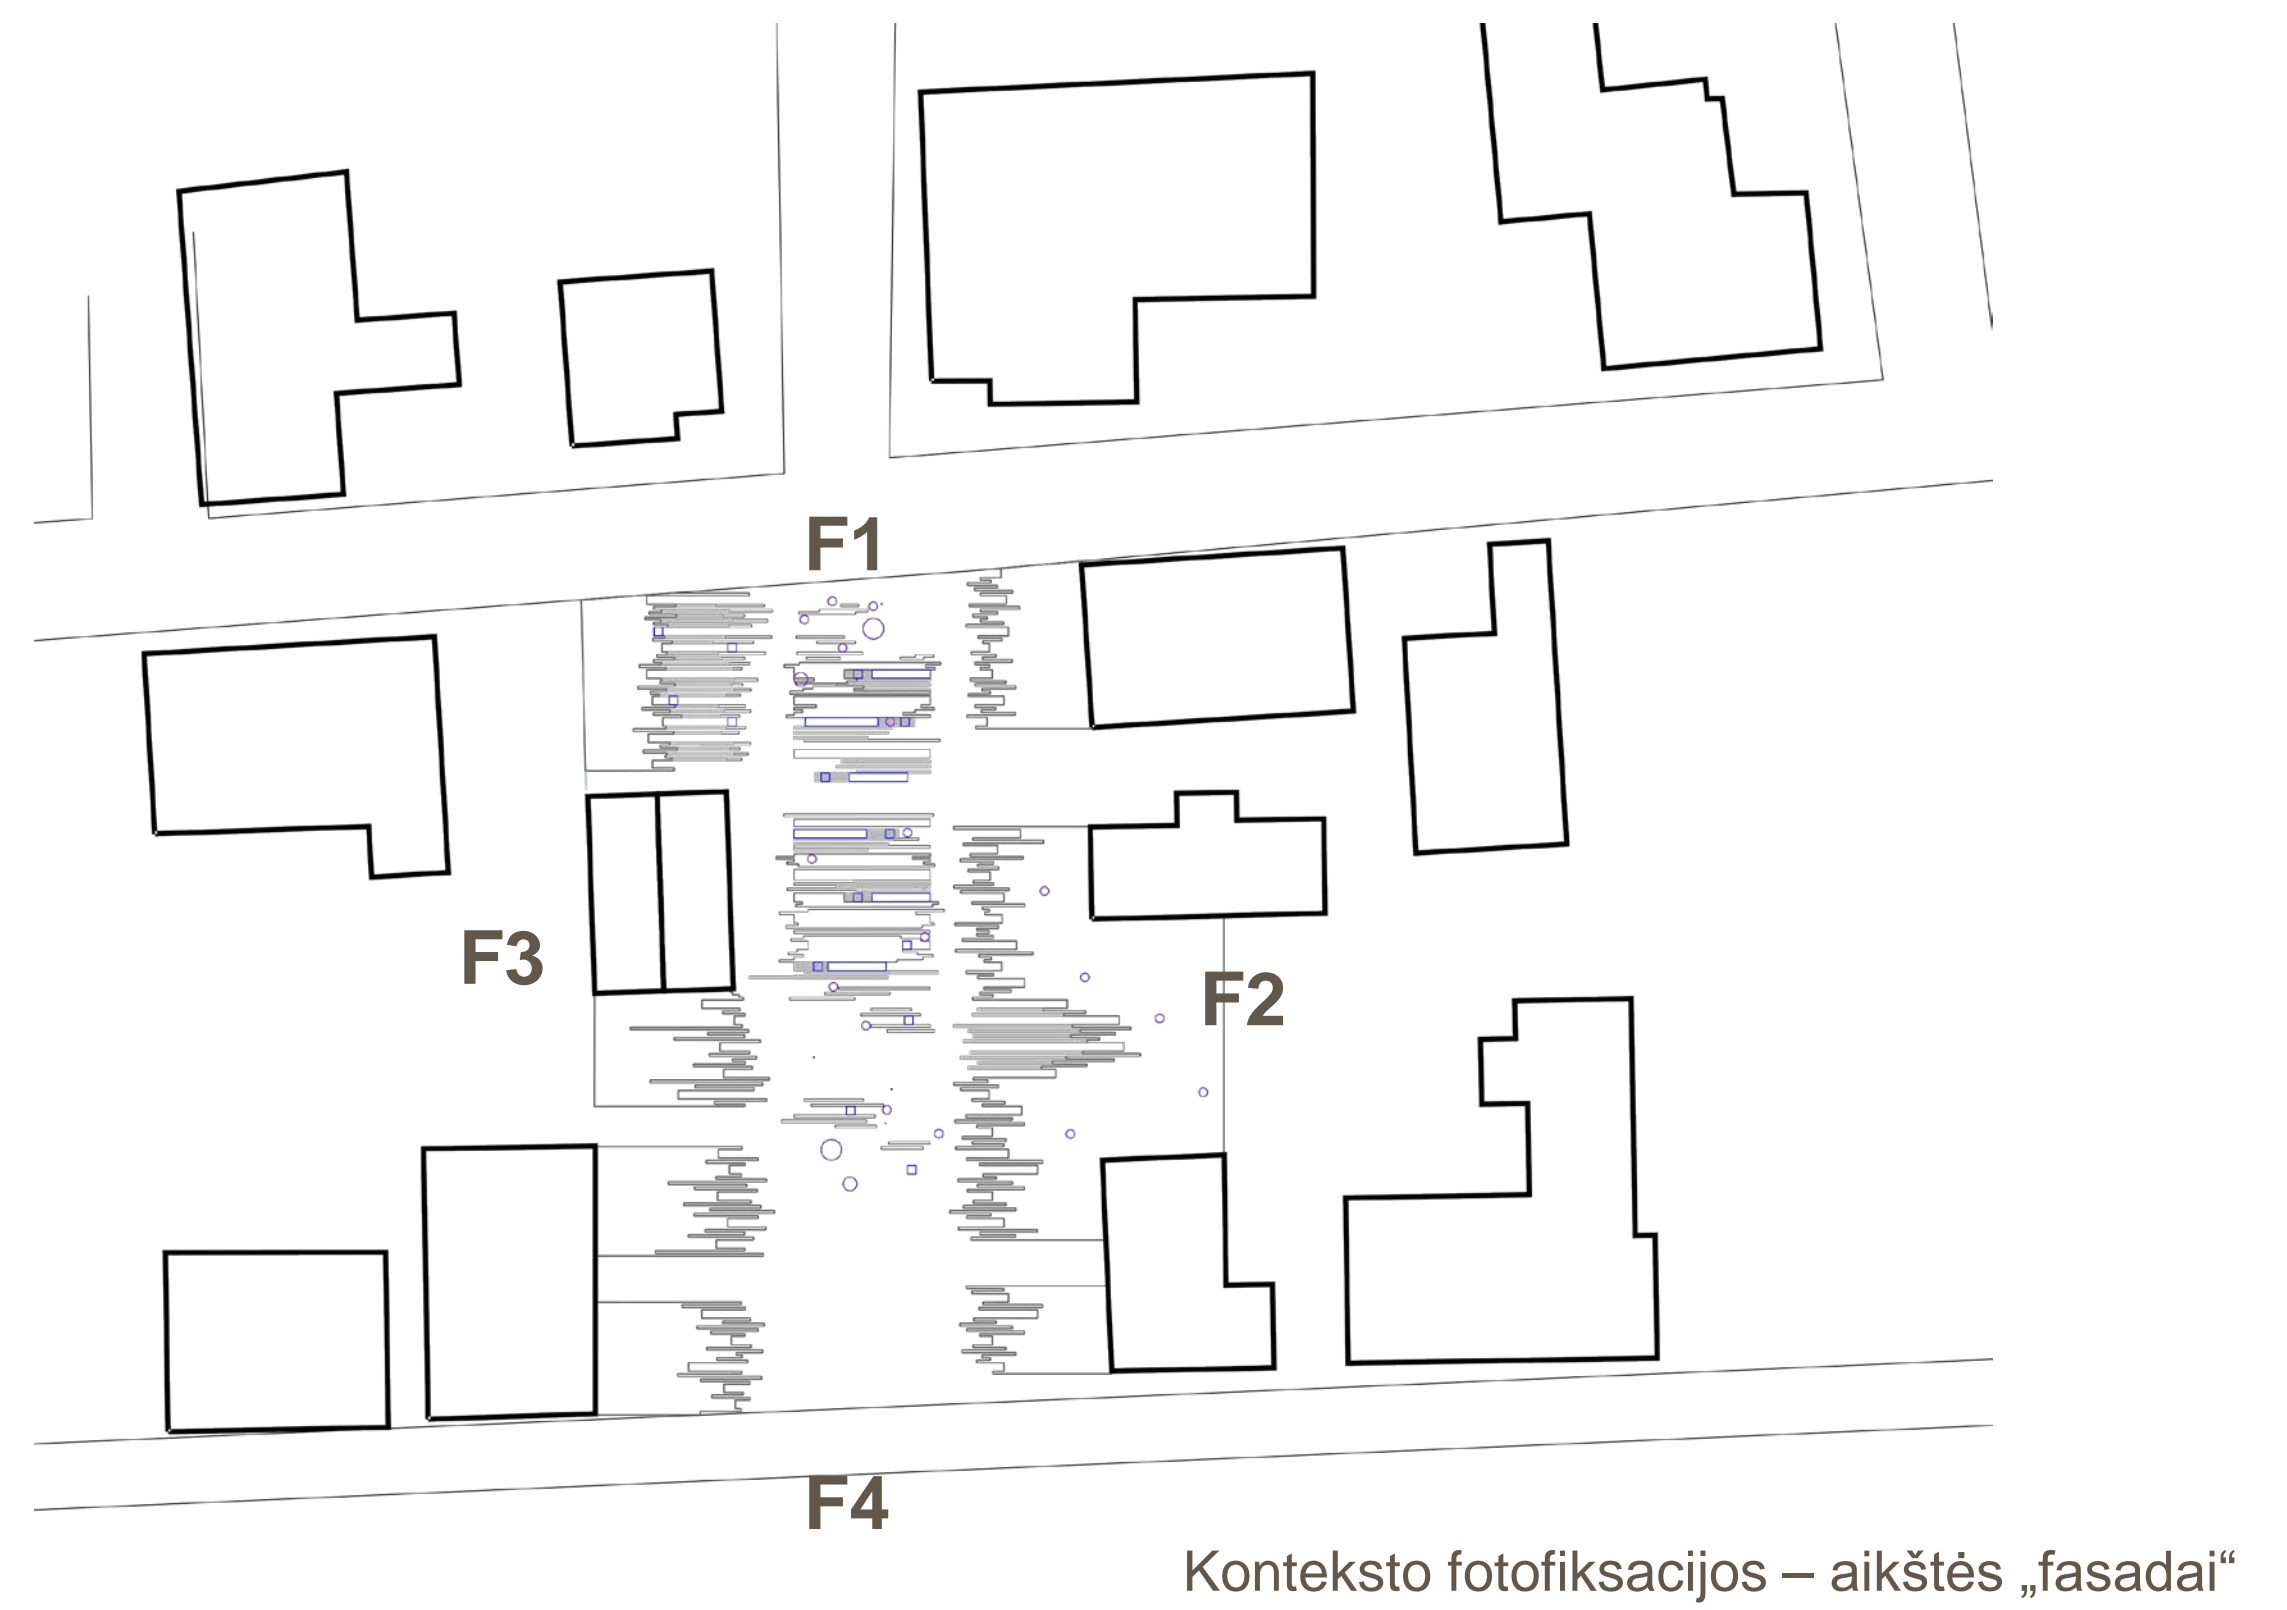 F1
F3
F2
F4
Konteksto fotofiksacijos – aikštės „fasadai“